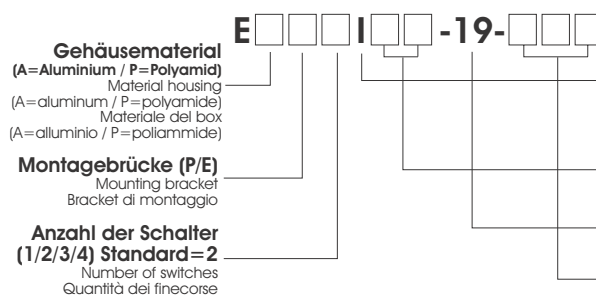 E□□□I□□-19-□□□
Gehäusematerial
(A=Aluminium / P=Polyamid)
Material housing
(A=aluminum / P=polyamide)
Materiale del box
(A=alluminio / P=poliammide)
Montagebrücke (P/E)
Mounting bracket
Bracket di montaggio
Anzahl der Schalter
(1/2/3/4) Standard=2
Number of switches
Quantità dei finecorse